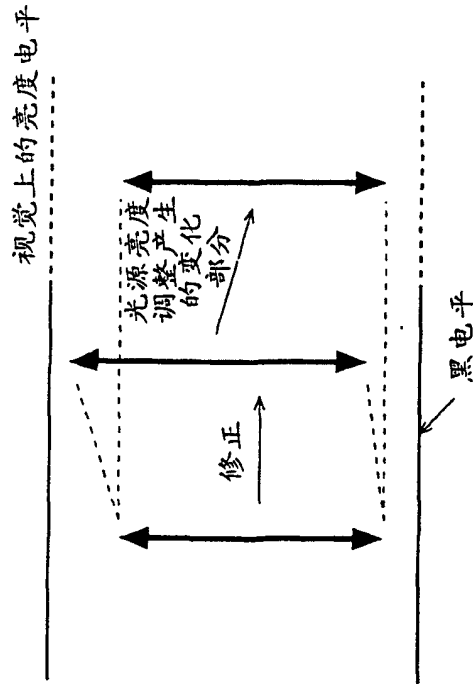 视觉上的亮度电平
光源亮度
调整产生
的变化
部分
修正
黑电平